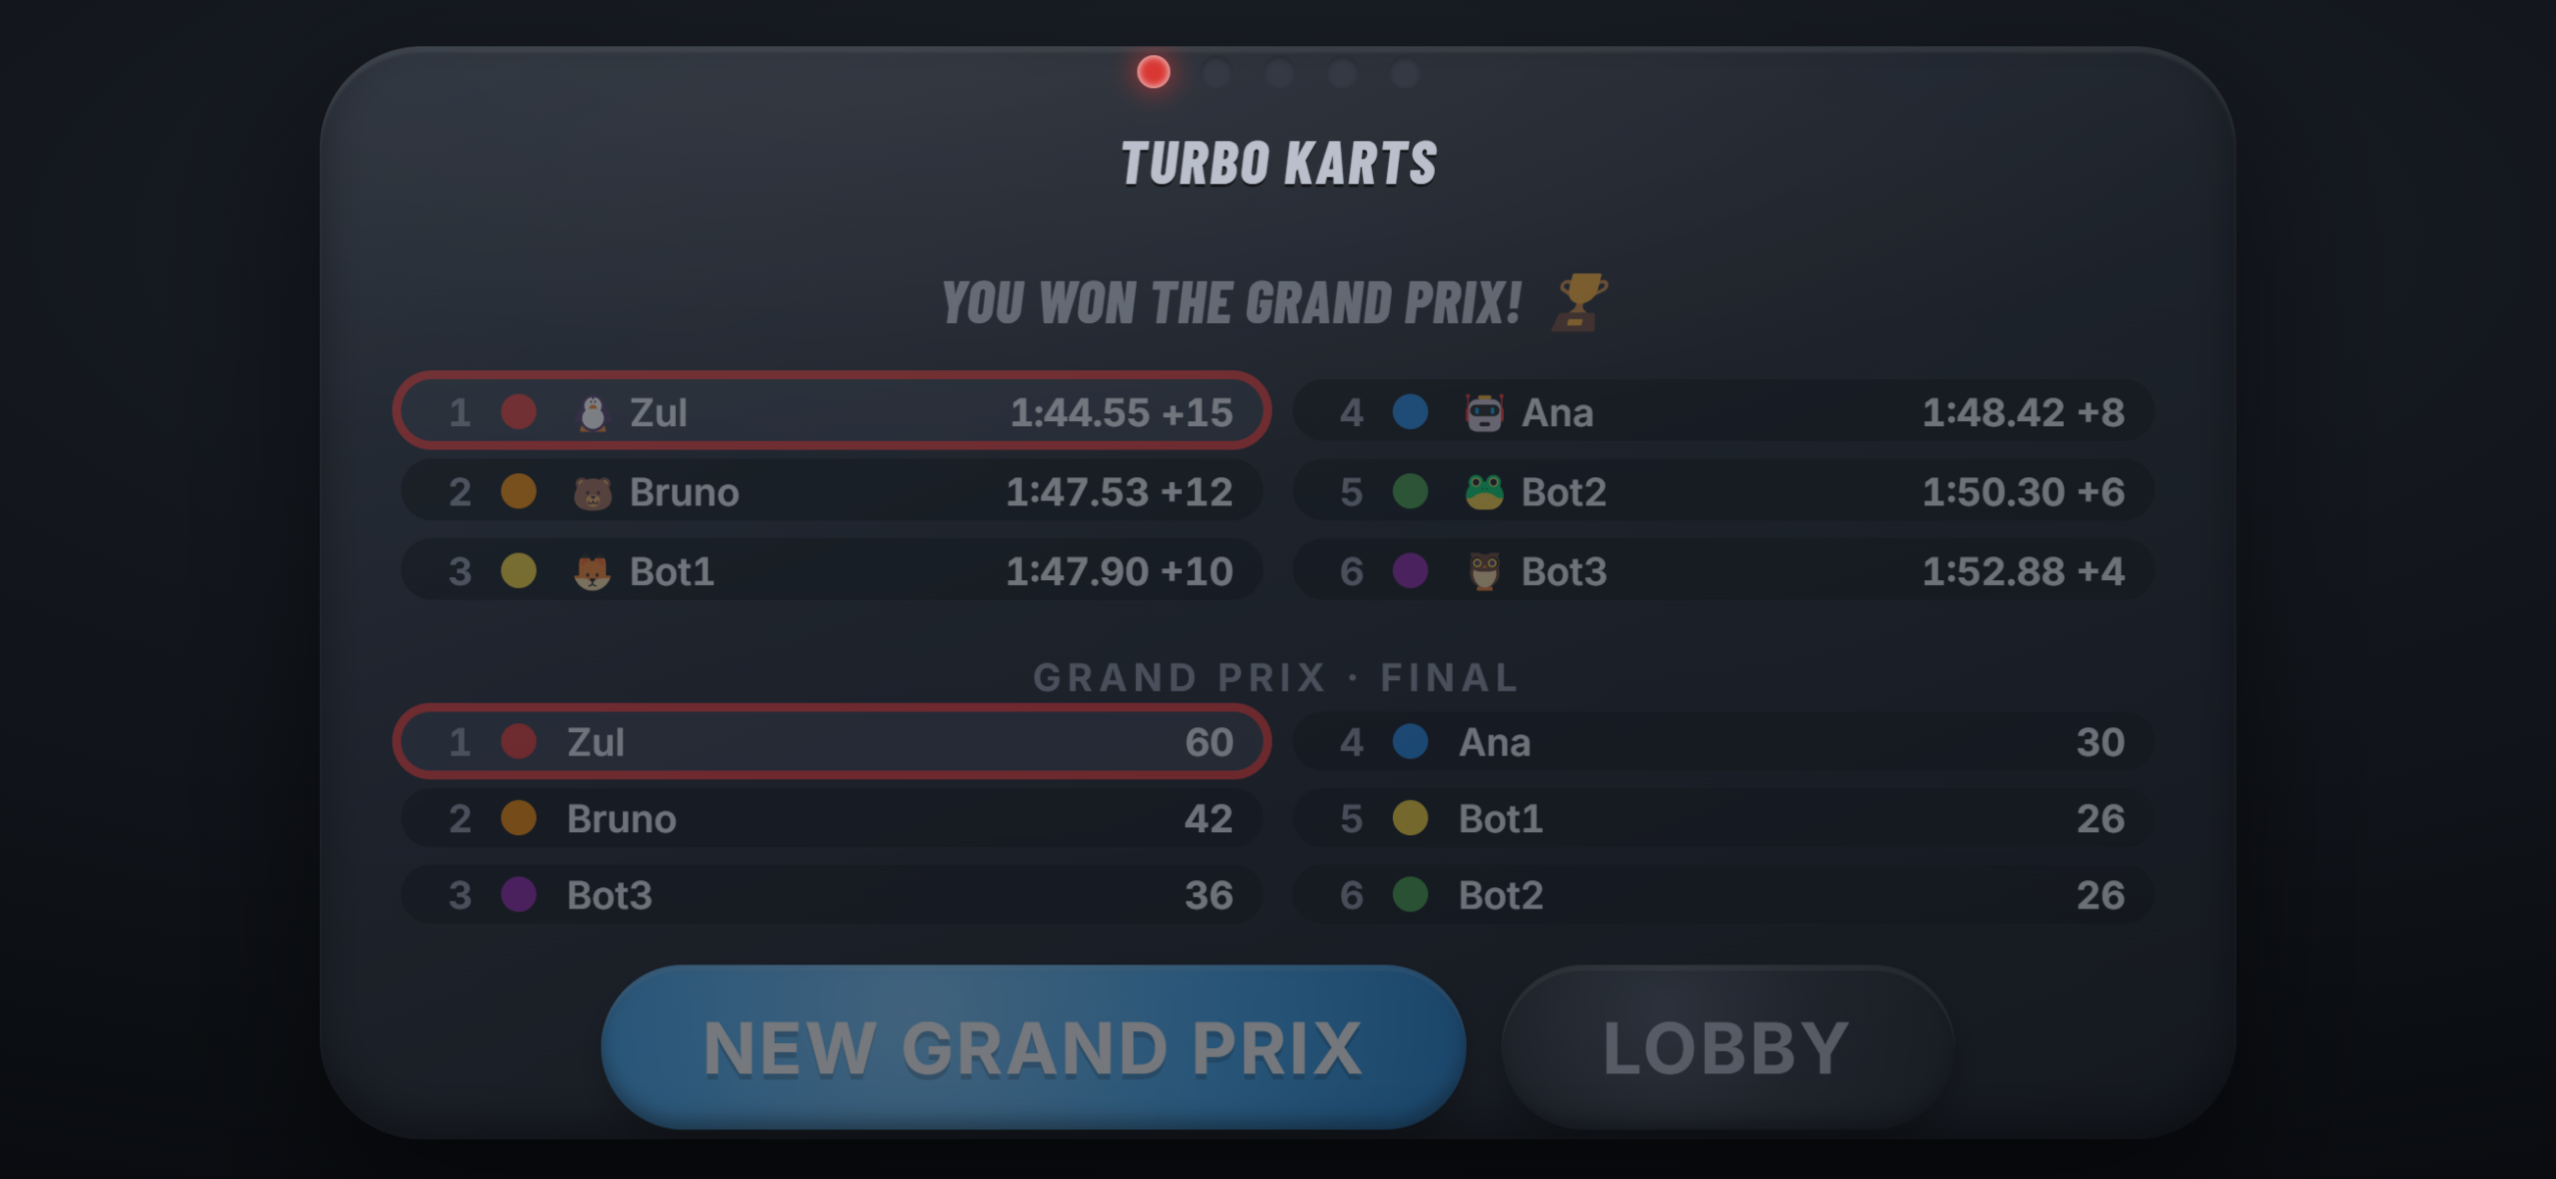 TURBO KARTS
YOU WON THE GRAND PRIX!
1 Zul 1:44.55 +15
2 Bruno 1:47.53 +12
3 Bot1 1:47.90 +10
4 Ana 1:48.42 +8
5 Bot2 1:50.30 +6
6 Bot3 1:52.88 +4
GRAND PRIX · FINAL
1 Zul 60
2 Bruno 42
3 Bot3 36
4 Ana 30
5 Bot1 26
6 Bot2 26
NEW GRAND PRIX
LOBBY